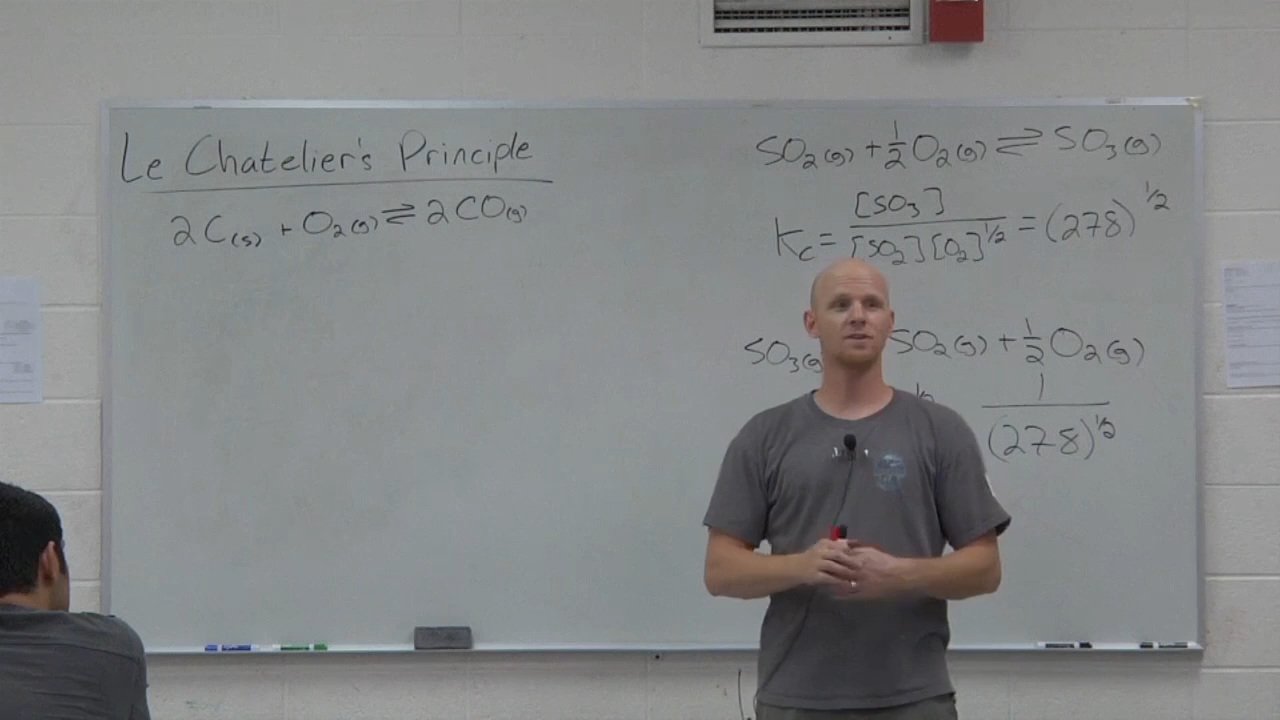 Le Chatelier's Principle
2C(s) + O₂(g) ⇌ 2CO(g)
SO₂(g) + 1/2 O₂(g) ⇌ SO₃(g)
Kc = [SO₃] / [SO₂][O₂]^1/2 = (278)^1/2
SO₃(g SO₂(g) + 1/2 O₂(g)
1 / (278)^1/2